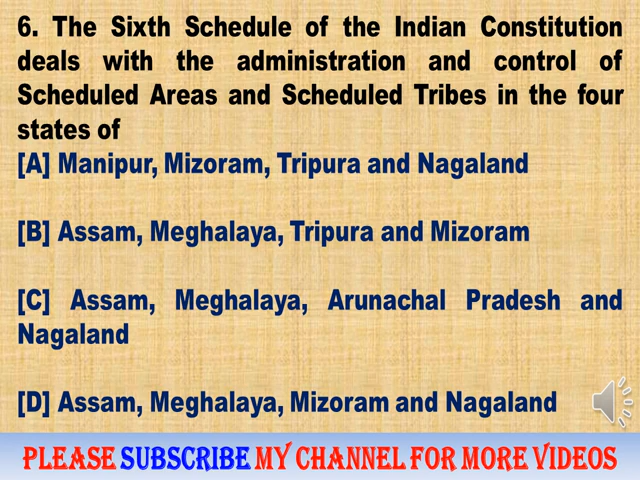 6. The Sixth Schedule of the Indian Constitution
deals with the administration and control of
Scheduled Areas and Scheduled Tribes in the four
states of
[A] Manipur, Mizoram, Tripura and Nagaland
[B] Assam, Meghalaya, Tripura and Mizoram
[C] Assam, Meghalaya, Arunachal Pradesh and
Nagaland
[D] Assam, Meghalaya, Mizoram and Nagaland
PLEASE SUBSCRIBE MY CHANNEL FOR MORE VIDEOS